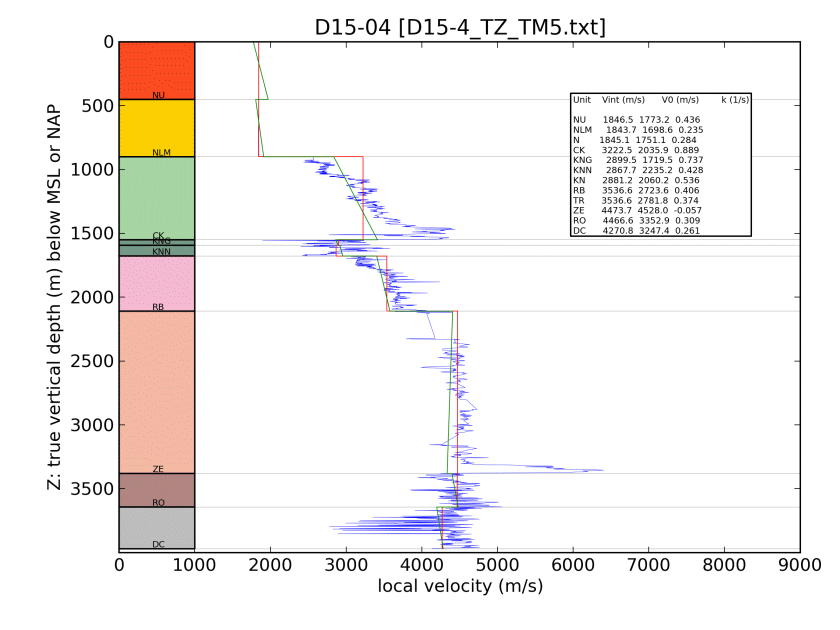 D15-04 [D15-4_TZ_TM5.txt]
Z: true vertical depth (m) below MSL or NAP
0
500
1000
1500
2000
2500
3000
3500
NU
NLM
CK
KNG
KNN
RB
ZE
RO
DC
Unit Vint (m/s) V0 (m/s) k (1/s)
NU 1846.5 1773.2 0.436
NLM 1843.7 1698.6 0.235
N 1845.1 1751.1 0.284
CK 3222.5 2035.9 0.889
KNG 2899.5 1719.5 0.737
KNN 2867.7 2235.2 0.428
KN 2881.2 2060.2 0.536
RB 3536.6 2723.6 0.406
TR 3536.6 2781.8 0.374
ZE 4473.7 4528.0 -0.057
RO 4466.6 3352.9 0.309
DC 4270.8 3247.4 0.261
0 1000 2000 3000 4000 5000 6000 7000 8000 9000
local velocity (m/s)